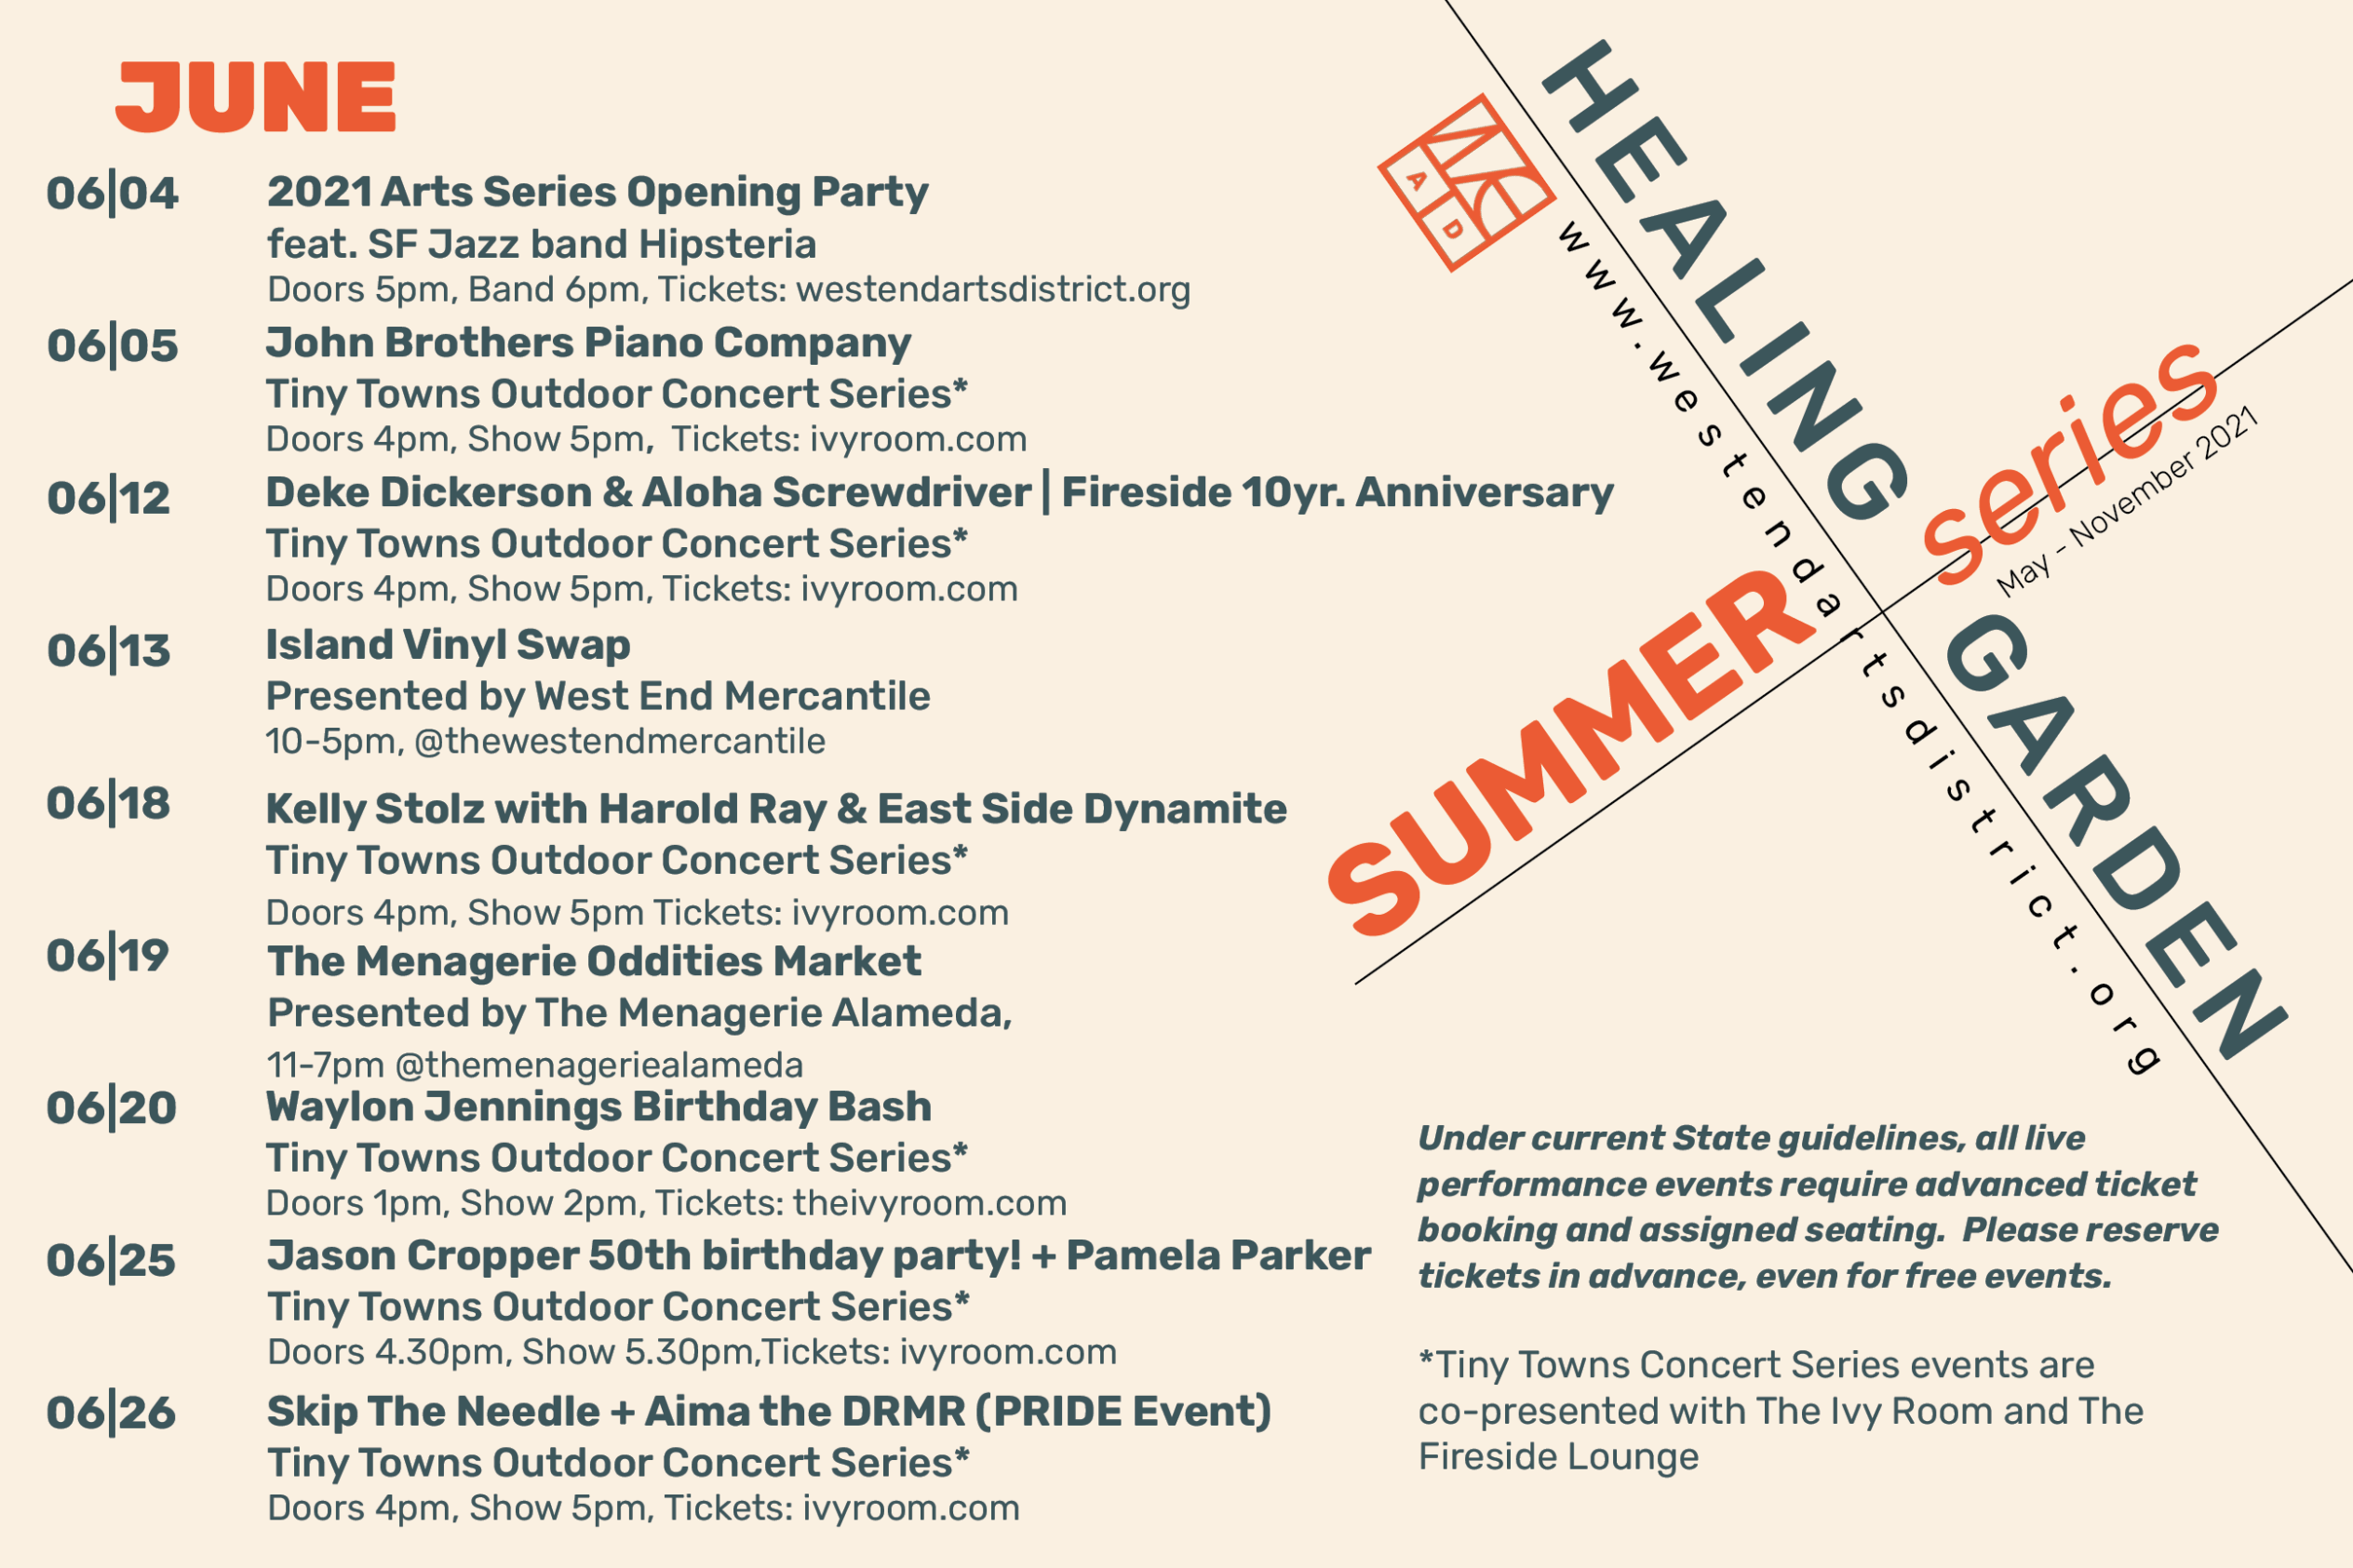 JUNE
06|04
2021 Arts Series Opening Party
feat. SF Jazz band Hipsteria
Doors 5pm, Band 6pm, Tickets: westendartsdistrict.org
06|05
John Brothers Piano Company
Tiny Towns Outdoor Concert Series*
Doors 4pm, Show 5pm,  Tickets: ivyroom.com
06|12
Deke Dickerson & Aloha Screwdriver | Fireside 10yr. Anniversary
Tiny Towns Outdoor Concert Series*
Doors 4pm, Show 5pm, Tickets: ivyroom.com
06|13
Island Vinyl Swap
Presented by West End Mercantile
10-5pm, @thewestendmercantile
06|18
Kelly Stolz with Harold Ray & East Side Dynamite
Tiny Towns Outdoor Concert Series*
Doors 4pm, Show 5pm Tickets: ivyroom.com
06|19
The Menagerie Oddities Market
Presented by The Menagerie Alameda,
11-7pm @themenageriealameda
06|20
Waylon Jennings Birthday Bash
Tiny Towns Outdoor Concert Series*
Doors 1pm, Show 2pm, Tickets: theivyroom.com
06|25
Jason Cropper 50th birthday party! + Pamela Parker
Tiny Towns Outdoor Concert Series*
Doors 4.30pm, Show 5.30pm,Tickets: ivyroom.com
06|26
Skip The Needle + Aima the DRMR (PRIDE Event)
Tiny Towns Outdoor Concert Series*
Doors 4pm, Show 5pm, Tickets: ivyroom.com
WE
A D
HEALING GARDEN
www.westendartsdistrict.org
SUMMER series
May - November 2021
Under current State guidelines, all live
performance events require advanced ticket
booking and assigned seating.  Please reserve
tickets in advance, even for free events.
*Tiny Towns Concert Series events are
co-presented with The Ivy Room and The
Fireside Lounge